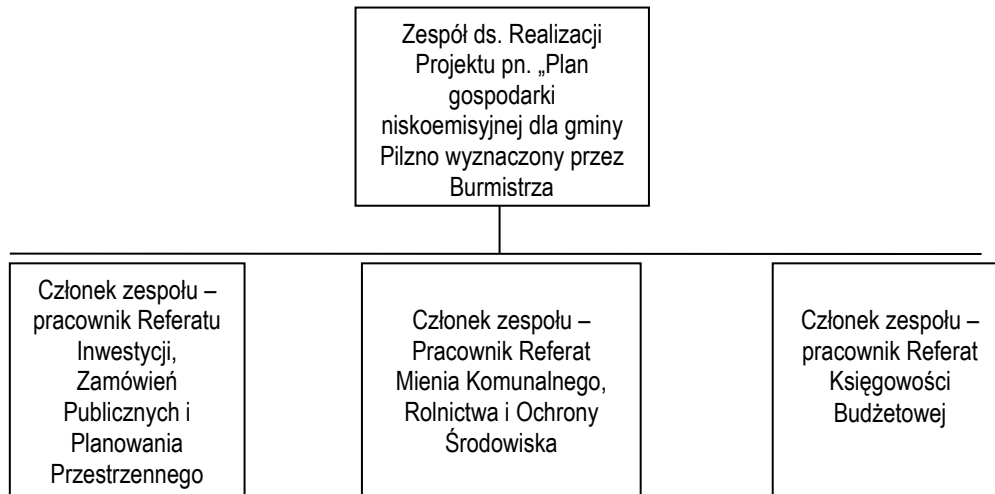 Zespół ds. Realizacji
Projektu pn. „Plan
gospodarki
niskoemisyjnej dla gminy
Pilzno wyznaczony przez
Burmistrza
Członek zespołu –
pracownik Referatu
Inwestycji,
Zamówień
Publicznych i
Planowania
Przestrzennego
Członek zespołu –
Pracownik Referat
Mienia Komunalnego,
Rolnictwa i Ochrony
Środowiska
Członek zespołu –
pracownik Referat
Księgowości
Budżetowej